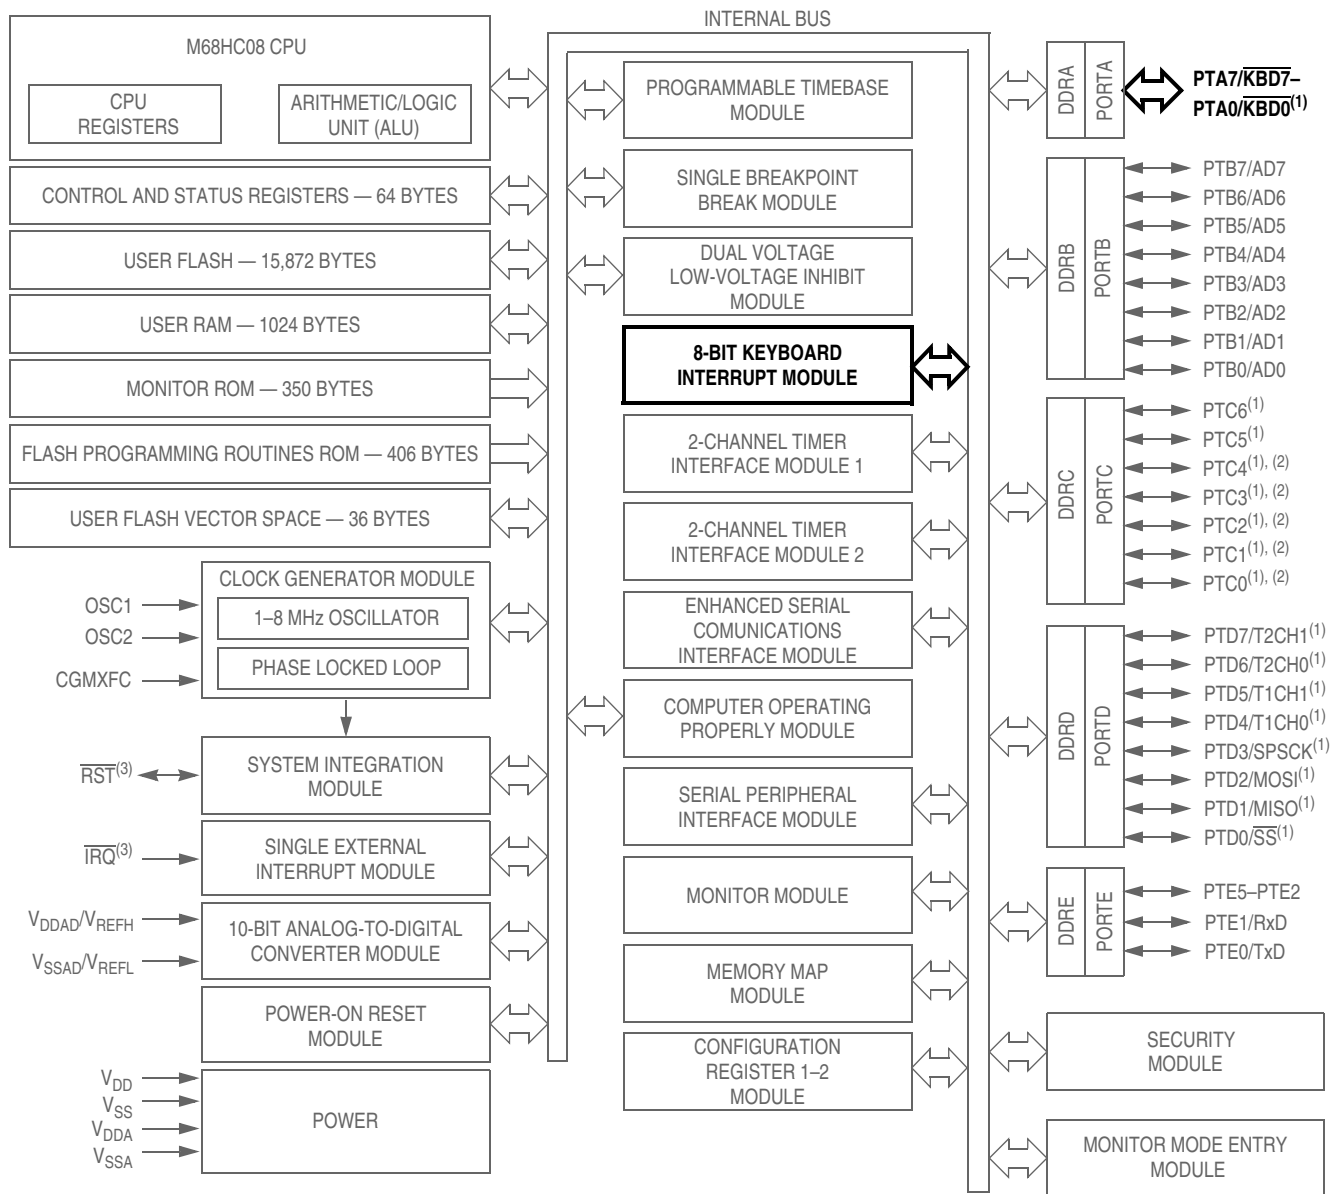 INTERNAL BUS
M68HC08 CPU
CPU
REGISTERS
ARITHMETIC/LOGIC
UNIT (ALU)
CONTROL AND STATUS REGISTERS — 64 BYTES
USER FLASH — 15,872 BYTES
USER RAM — 1024 BYTES
MONITOR ROM — 350 BYTES
FLASH PROGRAMMING ROUTINES ROM — 406 BYTES
USER FLASH VECTOR SPACE — 36 BYTES
CLOCK GENERATOR MODULE
1–8 MHz OSCILLATOR
PHASE LOCKED LOOP
OSC1
OSC2
CGMXFC
SYSTEM INTEGRATION
MODULE
RST(3)
SINGLE EXTERNAL
INTERRUPT MODULE
IRQ(3)
10-BIT ANALOG-TO-DIGITAL
CONVERTER MODULE
VDDAD/VREFH
VSSAD/VREFL
POWER-ON RESET
MODULE
POWER
VDD
VSS
VDDA
VSSA
PROGRAMMABLE TIMEBASE
MODULE
SINGLE BREAKPOINT
BREAK MODULE
DUAL VOLTAGE
LOW-VOLTAGE INHIBIT
MODULE
8-BIT KEYBOARD
INTERRUPT MODULE
2-CHANNEL TIMER
INTERFACE MODULE 1
2-CHANNEL TIMER
INTERFACE MODULE 2
ENHANCED SERIAL
COMUNICATIONS
INTERFACE MODULE
COMPUTER OPERATING
PROPERLY MODULE
SERIAL PERIPHERAL
INTERFACE MODULE
MONITOR MODULE
MEMORY MAP
MODULE
CONFIGURATION
REGISTER 1–2
MODULE
DDRA
PORTA
PTA7/KBD7–
PTA0/KBD0(1)
DDRB
PORTB
PTB7/AD7
PTB6/AD6
PTB5/AD5
PTB4/AD4
PTB3/AD3
PTB2/AD2
PTB1/AD1
PTB0/AD0
DDRC
PORTC
PTC6(1)
PTC5(1)
PTC4(1), (2)
PTC3(1), (2)
PTC2(1), (2)
PTC1(1), (2)
PTC0(1), (2)
DDRD
PORTD
PTD7/T2CH1(1)
PTD6/T2CH0(1)
PTD5/T1CH1(1)
PTD4/T1CH0(1)
PTD3/SPSCK(1)
PTD2/MOSI(1)
PTD1/MISO(1)
PTD0/SS(1)
DDRE
PORTE
PTE5–PTE2
PTE1/RxD
PTE0/TxD
SECURITY
MODULE
MONITOR MODE ENTRY
MODULE